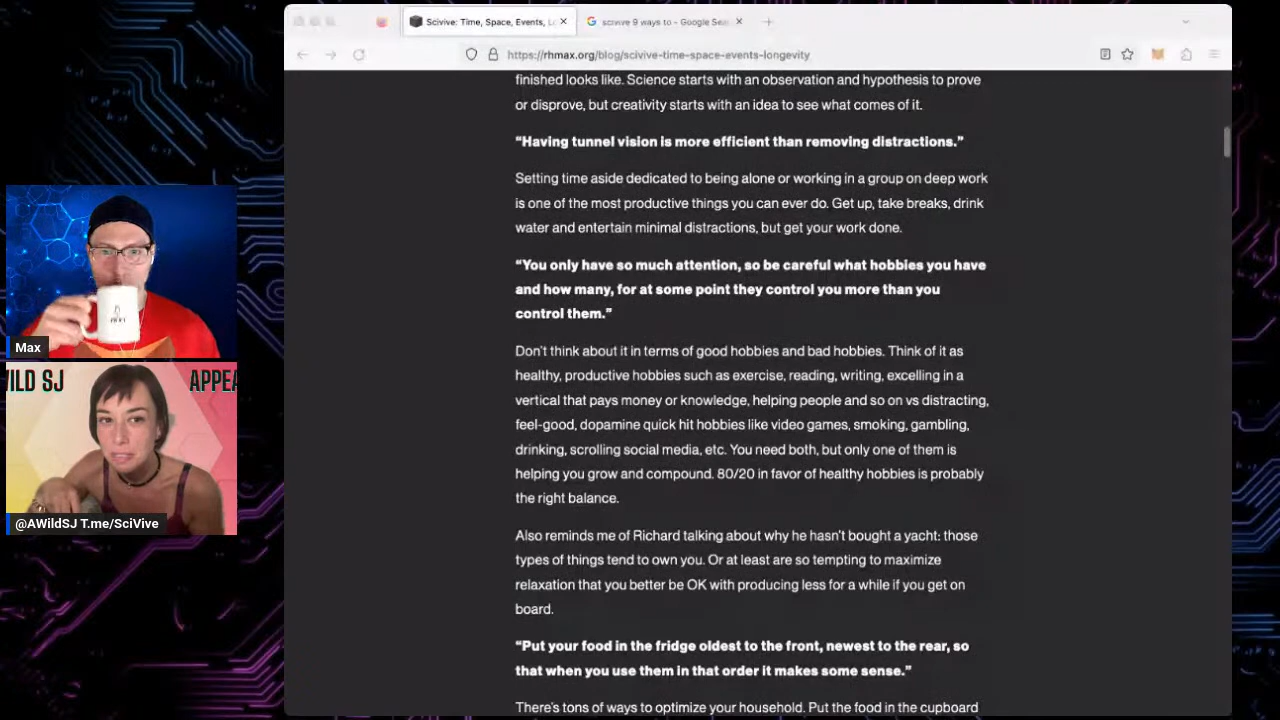 Scivive: Time, Space, Events, Lo
scivive 9 ways to - Google Sea
https://rhmax.org/blog/scivive-time-space-events-longevity
finished looks like. Science starts with an observation and hypothesis to prove
or disprove, but creativity starts with an idea to see what comes of it.
“Having tunnel vision is more efficient than removing distractions.”
Setting time aside dedicated to being alone or working in a group on deep work
is one of the most productive things you can ever do. Get up, take breaks, drink
water and entertain minimal distractions, but get your work done.
“You only have so much attention, so be careful what hobbies you have
and how many, for at some point they control you more than you
control them.”
Don’t think about it in terms of good hobbies and bad hobbies. Think of it as
healthy, productive hobbies such as exercise, reading, writing, excelling in a
vertical that pays money or knowledge, helping people and so on vs distracting,
feel-good, dopamine quick hit hobbies like video games, smoking, gambling,
drinking, scrolling social media, etc. You need both, but only one of them is
helping you grow and compound. 80/20 in favor of healthy hobbies is probably
the right balance.
Also reminds me of Richard talking about why he hasn’t bought a yacht: those
types of things tend to own you. Or at least are so tempting to maximize
relaxation that you better be OK with producing less for a while if you get on
board.
“Put your food in the fridge oldest to the front, newest to the rear, so
that when you use them in that order it makes some sense.”
There’s tons of ways to optimize your household. Put the food in the cupboard
Max
WILD SJ
APPEA
@AWildSJ T.me/SciVive